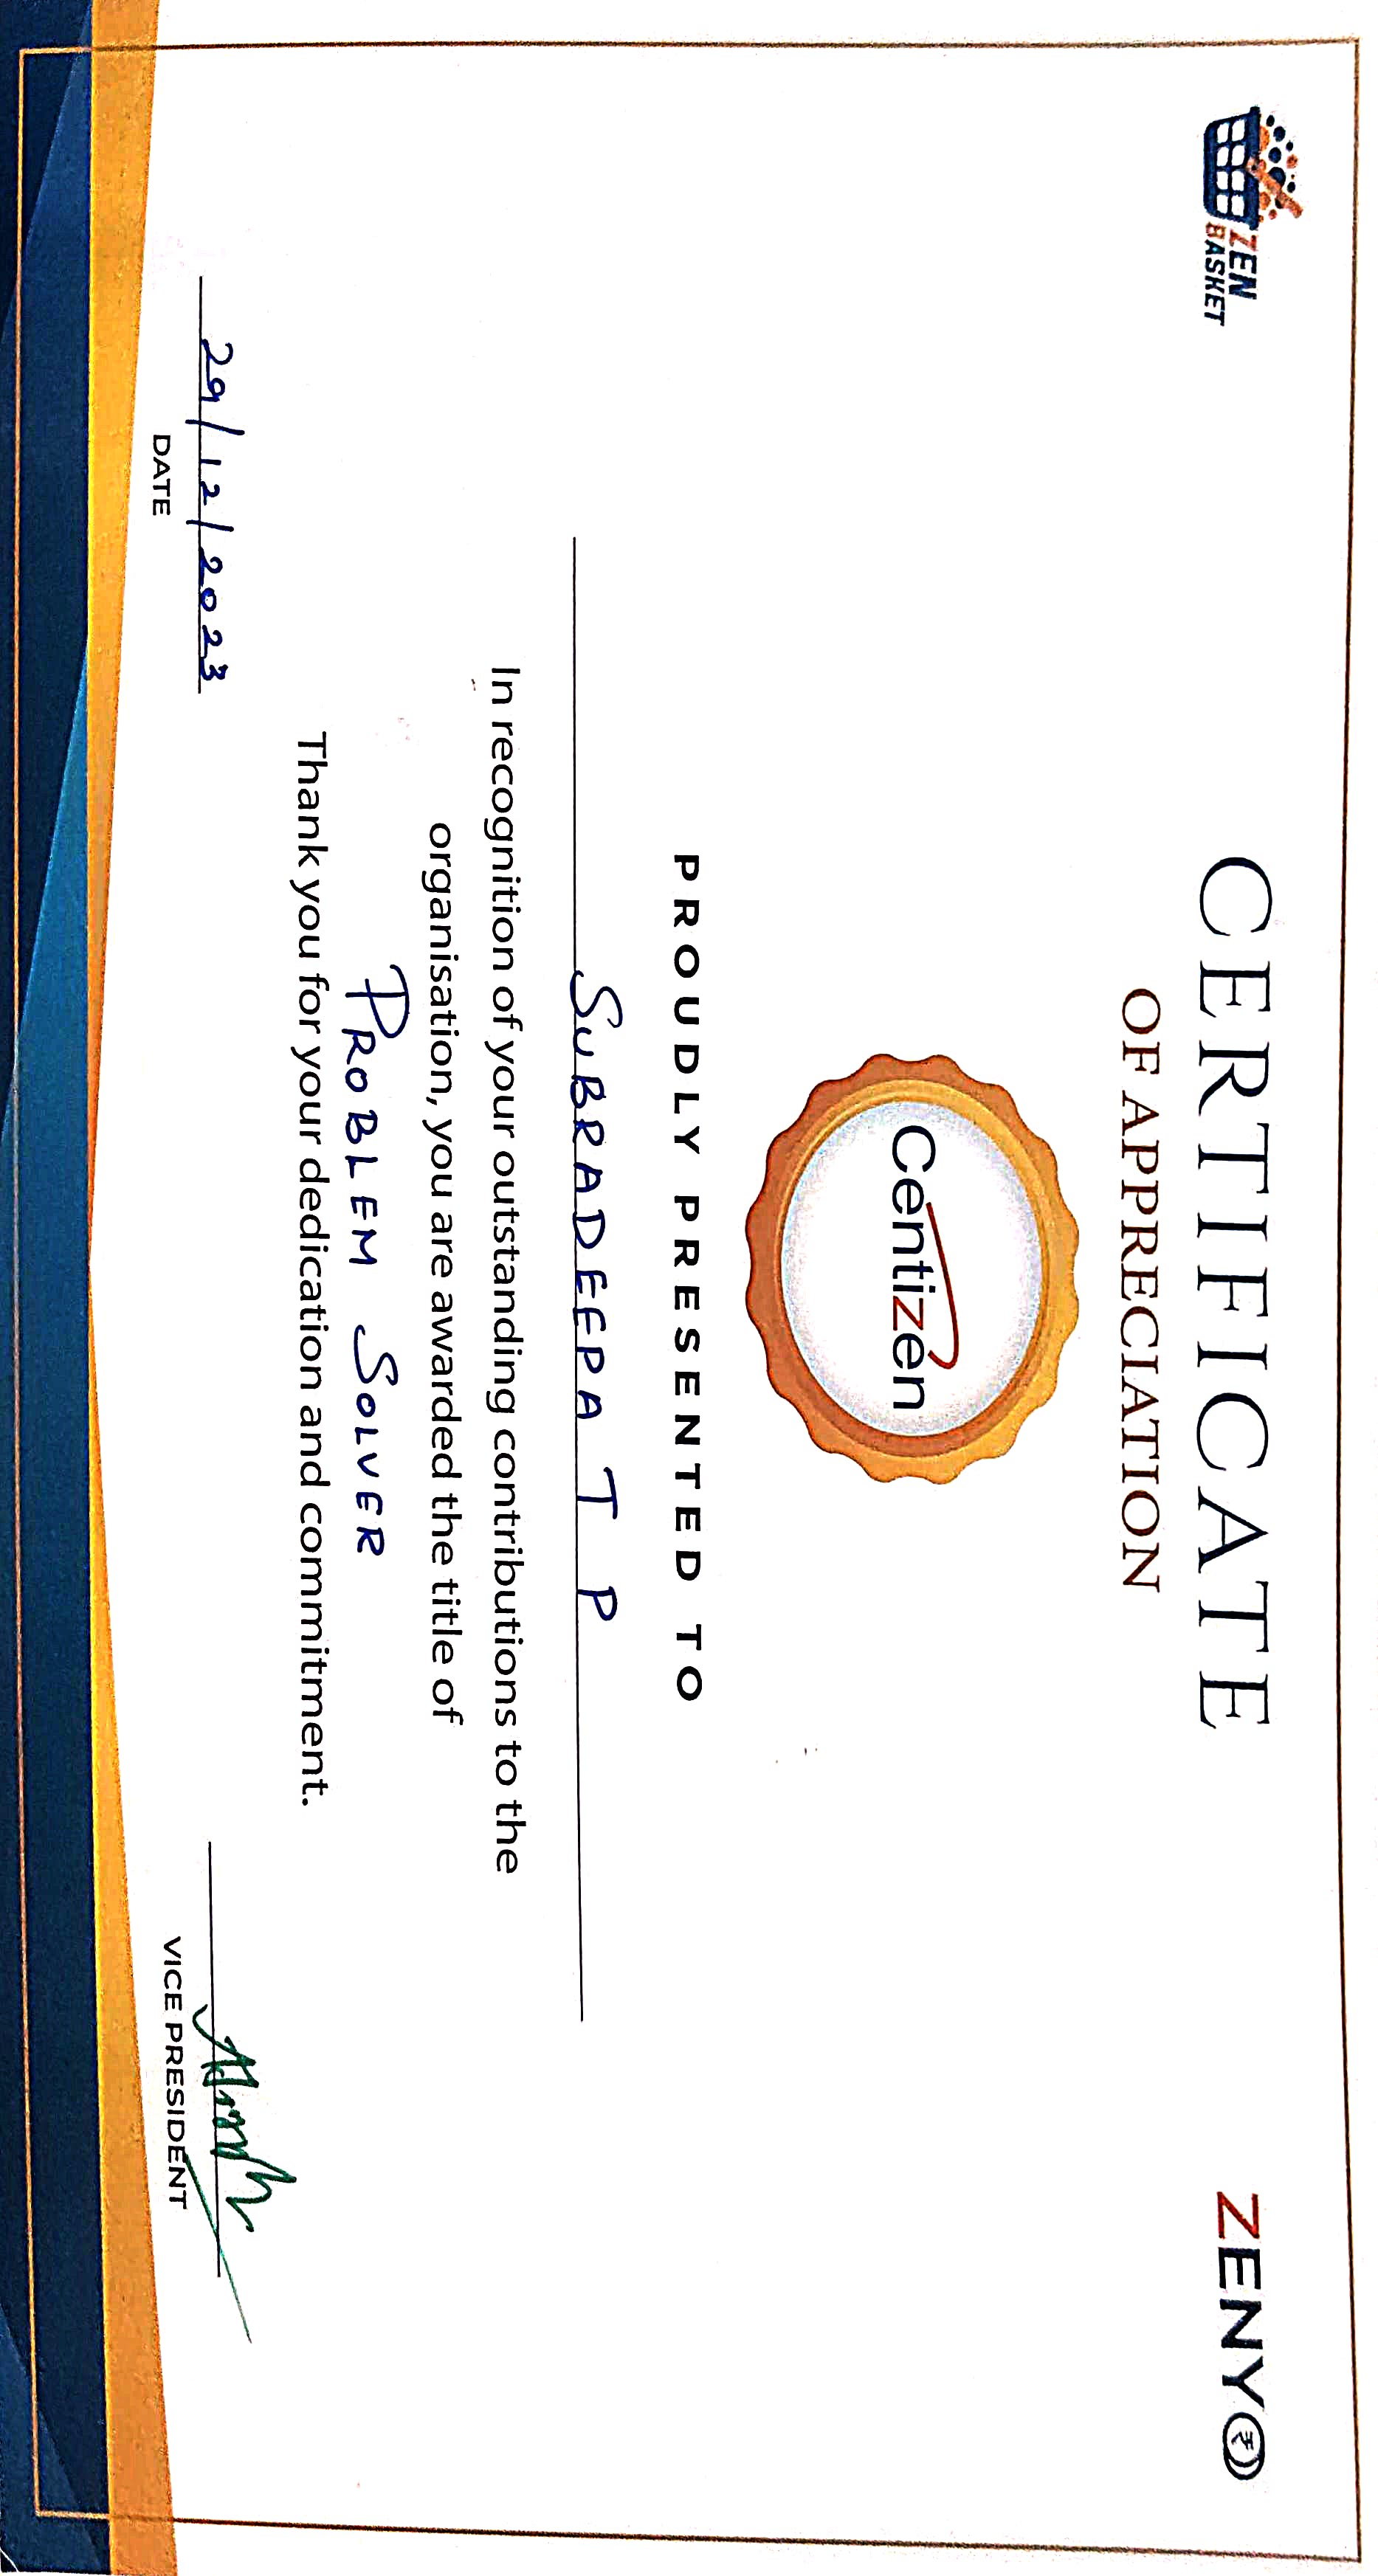 ZEN
BASKET
CERTIFICATE
ZENYO
OF APPRECIATION
Centizen
PROUDLY PRESENTED TO
SUBRADEEPA T P
In recognition of your outstanding contributions to the
organisation, you are awarded the title of
PROBLEM SOLVER
Thank you for your dedication and commitment.
29/12/2023
DATE
VICE PRESIDENT